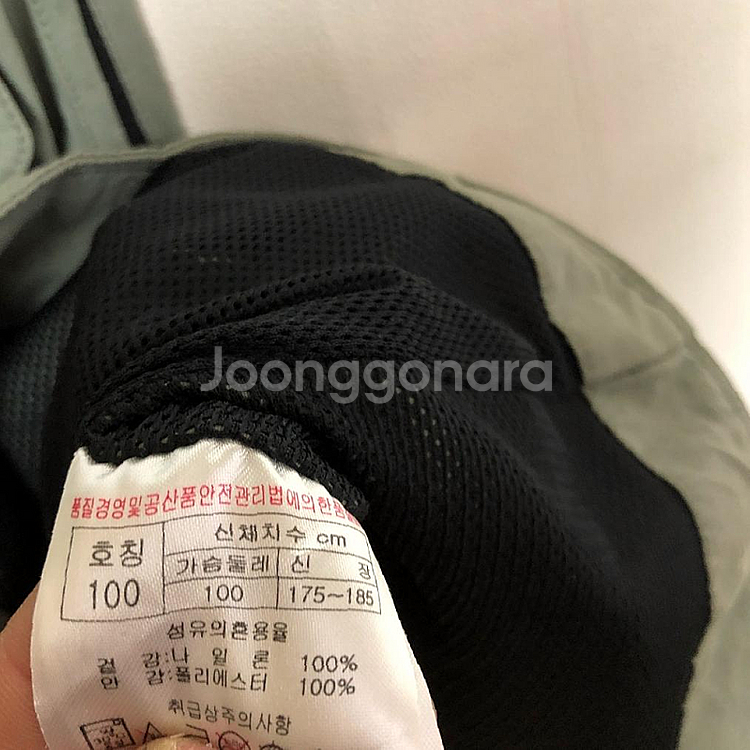 Joonggonara
품질경영및공산품안전관리법에의한품질
호칭
신체치수 cm
가슴둘레
신 장
100
100
175~185
섬유의혼용율
겉 감:나 일 론 100%
안 감:폴리에스터 100%
취급상주의사항